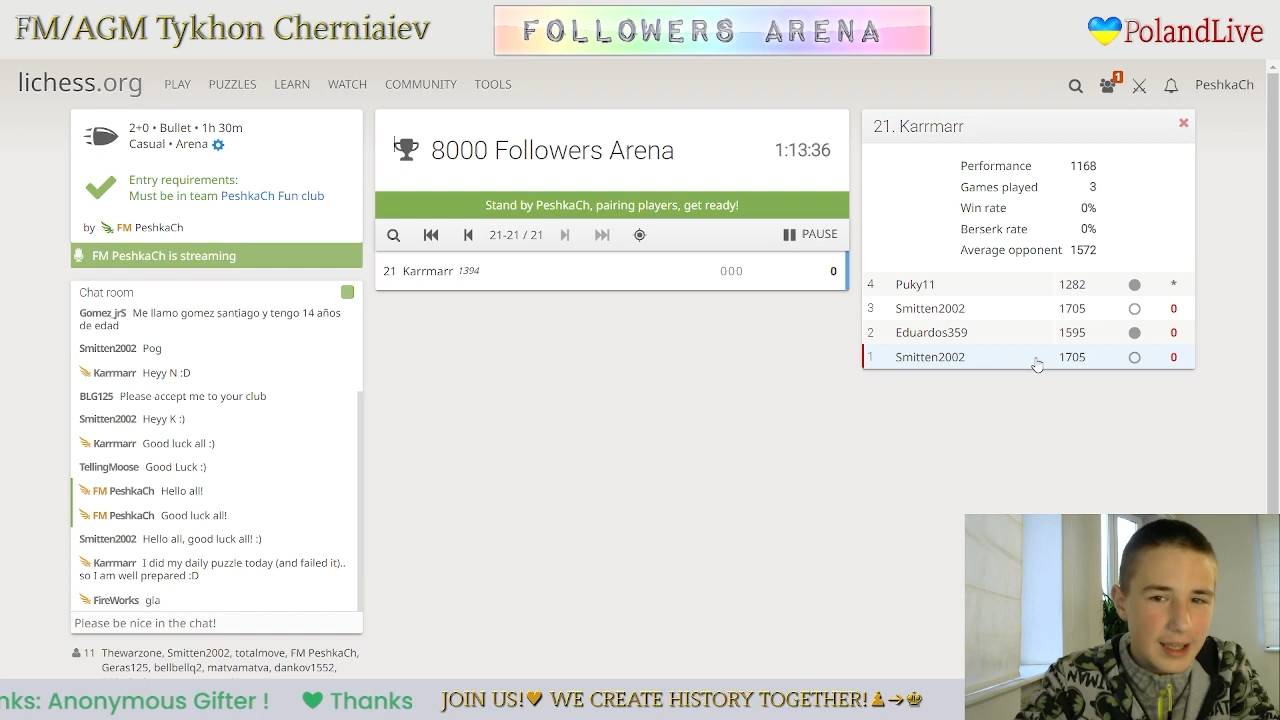 FM/AGM Tykhon Cherniaiev
FOLLOWERS ARENA
PolandLive
lichess.org
PLAY
PUZZLES
LEARN
WATCH
COMMUNITY
TOOLS
1
PeshkaCh
2+0 • Bullet • 1h 30m
Casual • Arena
Entry requirements:
Must be in team PeshkaCh Fun club
by FM PeshkaCh
FM PeshkaCh is streaming
Chat room
Gomez_jrS Me llamo gomez santiago y tengo 14 años
de edad
Smitten2002 Pog
Karrmarr Heyy N :D
BLG125 Please accept me to your club
Smitten2002 Heyy K :)
Karrmarr Good luck all :)
TellingMoose Good Luck :)
FM PeshkaCh Hello all!
FM PeshkaCh Good luck all!
Smitten2002 Hello all, good luck all! :)
Karrmarr I did my daily puzzle today (and failed it)..
so I am well prepared :D
FireWorks gla
Please be nice in the chat!
11 Thewarzone, Smitten2002, totalmove, FM PeshkaCh,
Geras125, bellbellq2, matvamatva, dankov1552,
8000 Followers Arena
1:13:36
Stand by PeshkaCh, pairing players, get ready!
21-21 / 21
PAUSE
21 Karrmarr 1394 000 0
21. Karrmarr
Performance 1168
Games played 3
Win rate 0%
Berserk rate 0%
Average opponent 1572
4 Puky11 1282 *
3 Smitten2002 1705 0
2 Eduardos359 1595 0
1 Smitten2002 1705 0
nks: Anonymous Gifter !
Thanks
JOIN US! WE CREATE HISTORY TOGETHER!